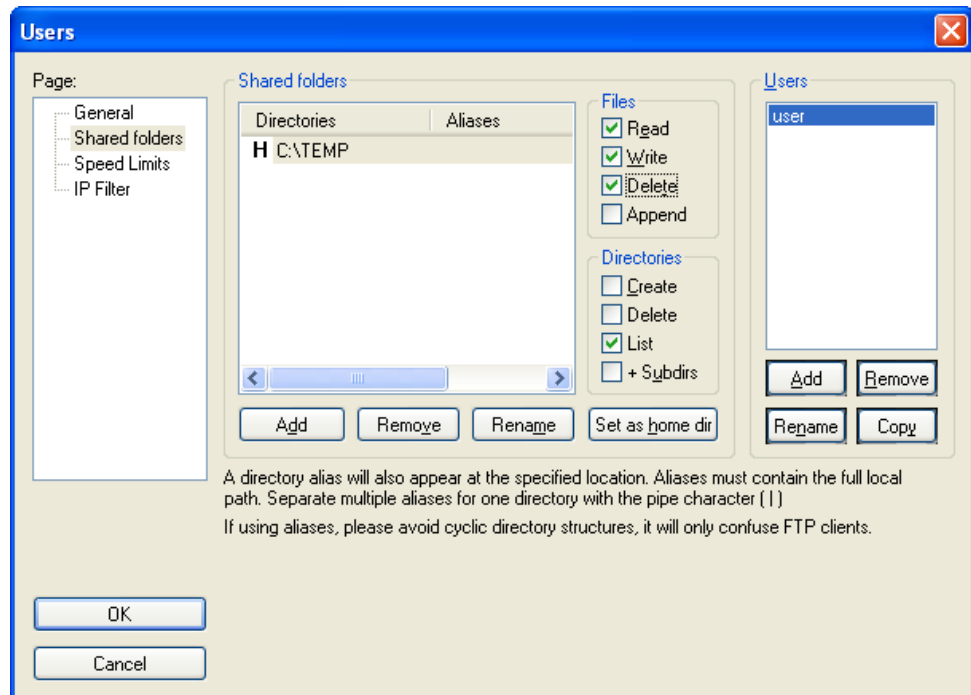 Users
Page:
General
Shared folders
Speed Limits
IP Filter
Shared folders
Directories Aliases
H C:\TEMP
Files
Read
Write
Delete
Append
Directories
Create
Delete
List
+ Subdirs
Add Remove Rename Set as home dir
Users
user
Add Remove
Rename Copy
A directory alias will also appear at the specified location. Aliases must contain the full local
path. Separate multiple aliases for one directory with the pipe character ( | )
If using aliases, please avoid cyclic directory structures, it will only confuse FTP clients.
OK
Cancel